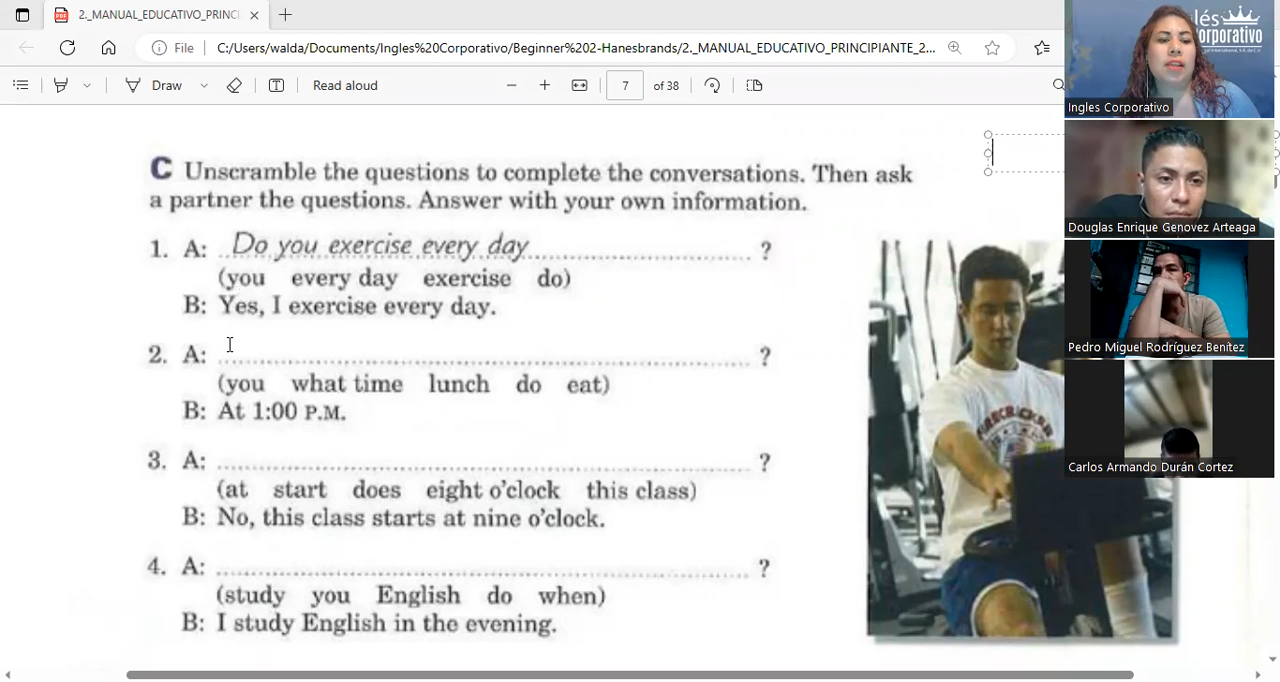 2._MANUAL_EDUCATIVO_PRINCI
File
C:/Users/walda/Documents/Ingles%20Corporativo/Beginner%202-Hanesbrands/2._MANUAL_EDUCATIVO_PRINCIPIANTE_2...
Draw
Read aloud
7 of 38
C Unscramble the questions to complete the conversations. Then ask
a partner the questions. Answer with your own information.
1. A: Do you exercise every day ?
(you every day exercise do)
B: Yes, I exercise every day.
2. A: ?
(you what time lunch do eat)
B: At 1:00 P.M.
3. A: ?
(at start does eight o'clock this class)
B: No, this class starts at nine o'clock.
4. A: ?
(study you English do when)
B: I study English in the evening.
Ingles Corporativo
Douglas Enrique Genovez Arteaga
Pedro Miguel Rodríguez Benítez
Carlos Armando Durán Cortez